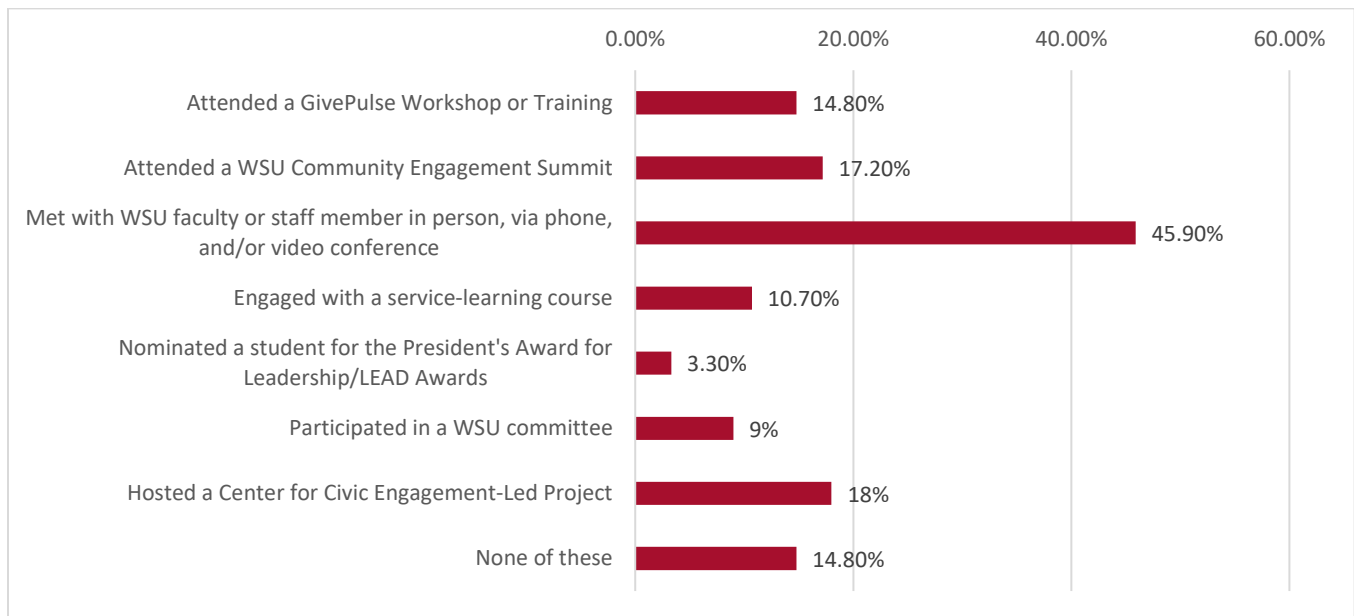 0.00% 20.00% 40.00% 60.00%
Attended a GivePulse Workshop or Training 14.80%
Attended a WSU Community Engagement Summit 17.20%
Met with WSU faculty or staff member in person, via phone,
and/or video conference 45.90%
Engaged with a service-learning course 10.70%
Nominated a student for the President's Award for
Leadership/LEAD Awards 3.30%
Participated in a WSU committee 9%
Hosted a Center for Civic Engagement-Led Project 18%
None of these 14.80%